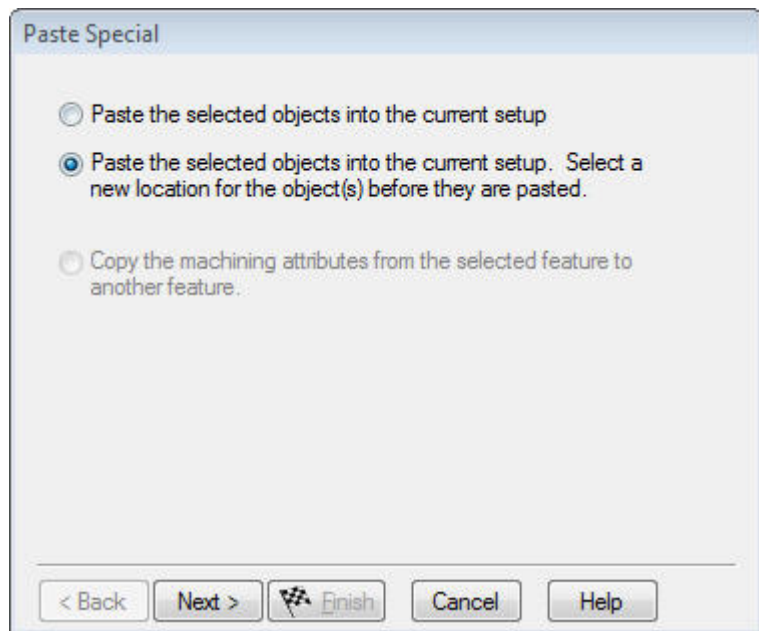 Paste Special
Paste the selected objects into the current setup
Paste the selected objects into the current setup.  Select a
new location for the object(s) before they are pasted.
Copy the machining attributes from the selected feature to
another feature.
< Back Next > Finish Cancel Help